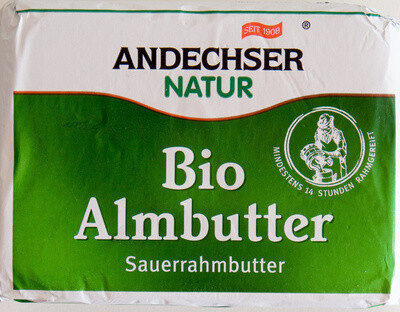 SEIT 1908
ANDECHSER
®
NATUR
Bio
Almbutter
Sauerrahmbutter
MINDESTENS 14 STUNDEN RAHMGEREIFT